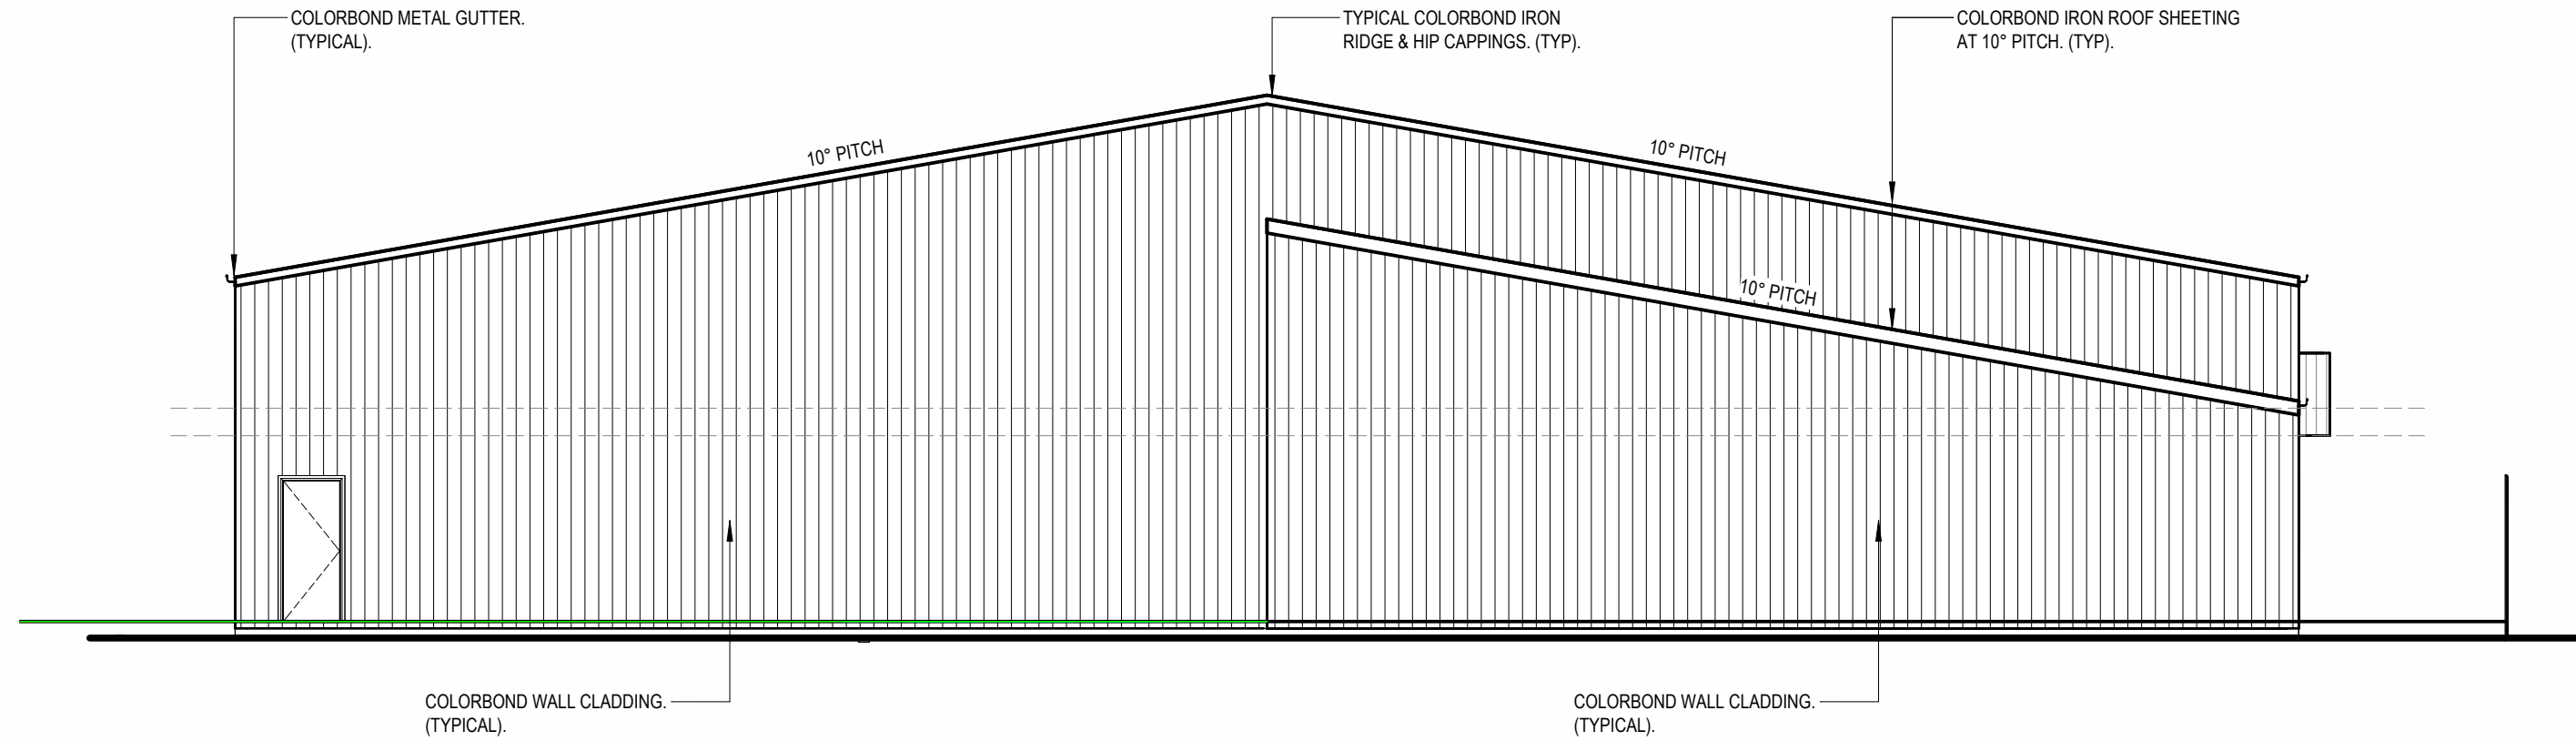 COLORBOND METAL GUTTER.
(TYPICAL).
TYPICAL COLORBOND IRON
RIDGE & HIP CAPPINGS. (TYP).
COLORBOND IRON ROOF SHEETING
AT 10° PITCH. (TYP).
10° PITCH
10° PITCH
10° PITCH
COLORBOND WALL CLADDING.
(TYPICAL).
COLORBOND WALL CLADDING.
(TYPICAL).